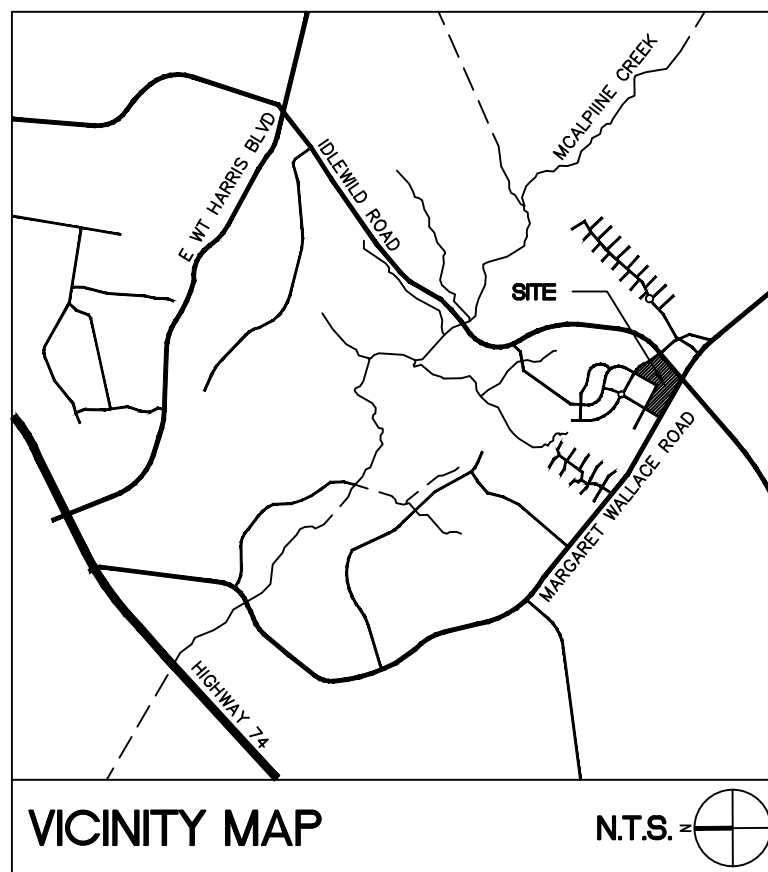 MCALPIINE CREEK
E WT HARRIS BLVD
IDLEWILD ROAD
SITE
MARGARET WALLACE ROAD
HIGHWAY 74
VICINITY MAP
N.T.S.
N